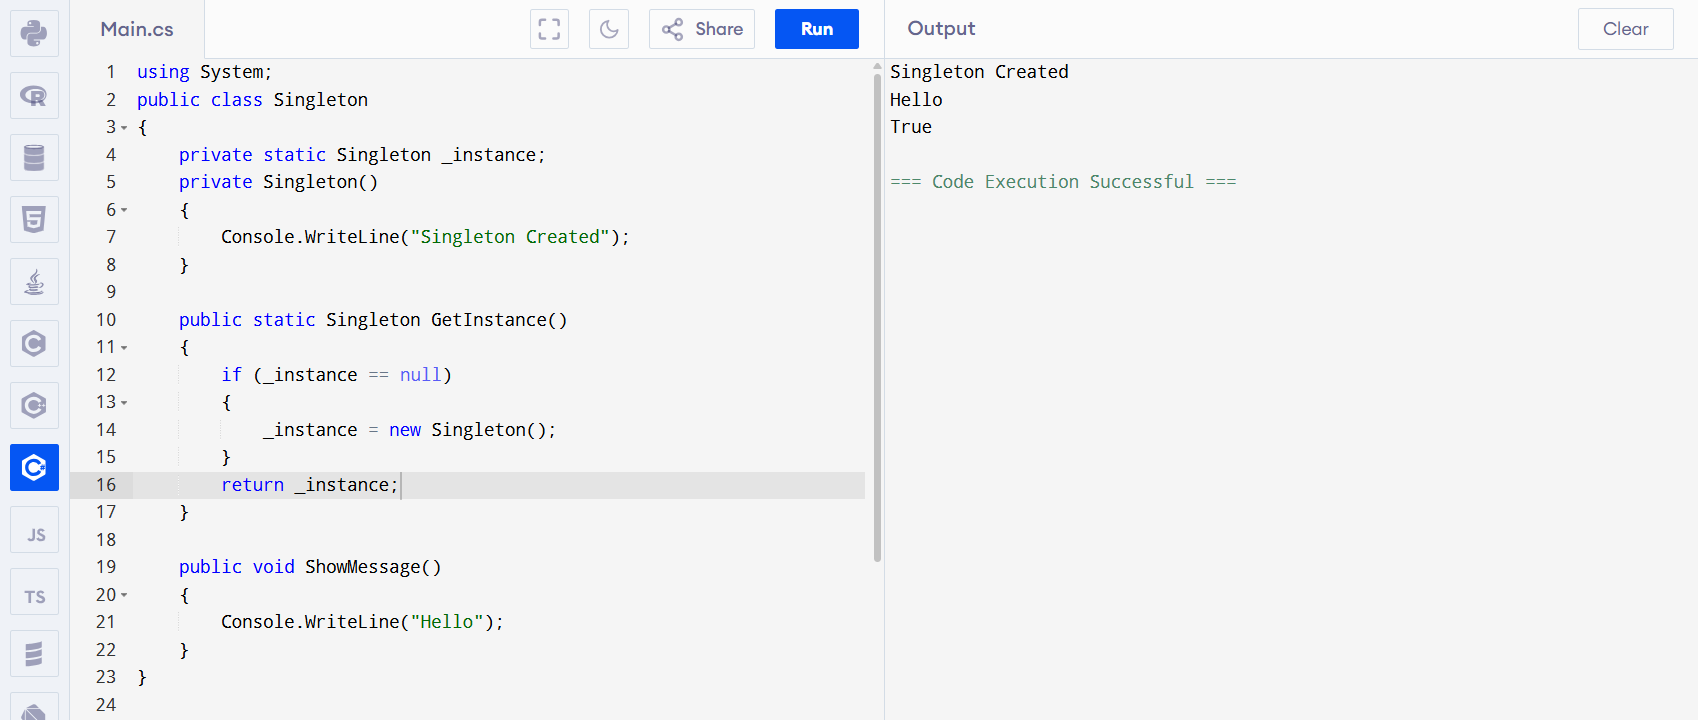 Main.cs
Share
Run
Output
Clear
1 using System;
2 public class Singleton
3 {
4     private static Singleton _instance;
5     private Singleton()
6     {
7         Console.WriteLine("Singleton Created");
8     }
9
10     public static Singleton GetInstance()
11     {
12         if (_instance == null)
13         {
14             _instance = new Singleton();
15         }
16         return _instance;
17     }
18
19     public void ShowMessage()
20     {
21         Console.WriteLine("Hello");
22     }
23 }
24
Singleton Created
Hello
True
=== Code Execution Successful ===
R
5
C
C+
C#
JS
TS